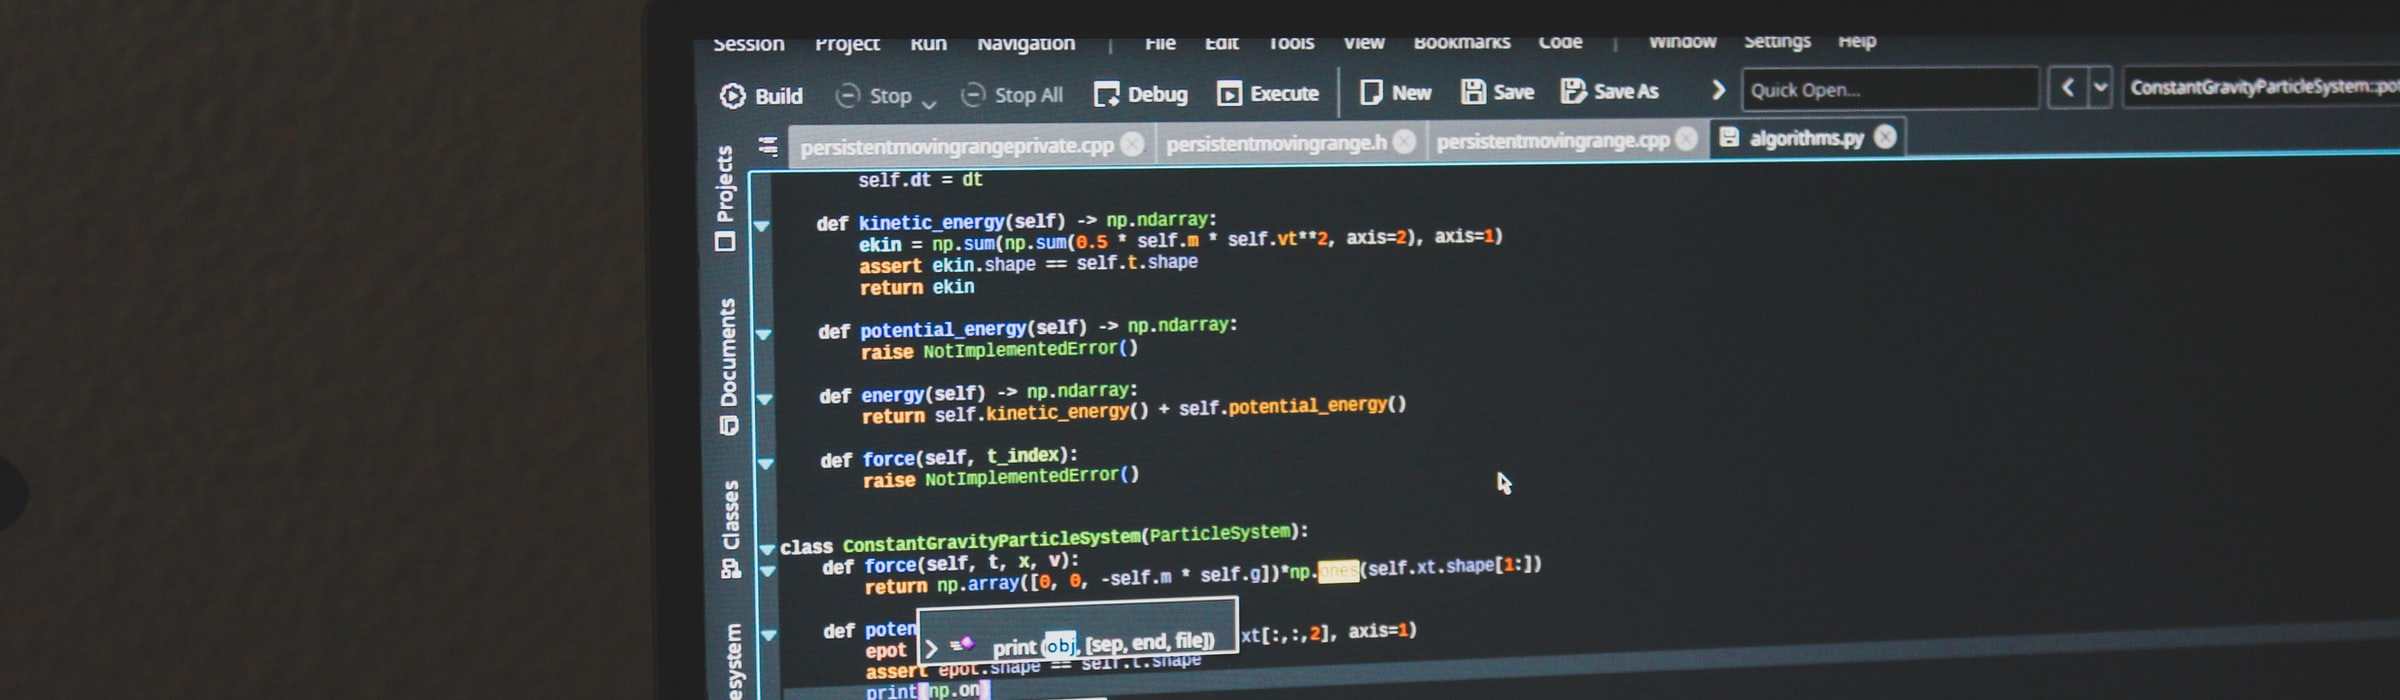 Session Project Run Navigation | File Edit Tools View Bookmarks Code | Window Settings Help
Build Stop Stop All Debug Execute New Save Save As Quick Open... ConstantGravityParticleSystem::pot
persistentmovingrangeprivate.cpp persistentmovingrange.h persistentmovingrange.cpp algorithms.py
Projects
Documents
Classes
esystem
self.dt = dt
def kinetic_energy(self) -> np.ndarray:
ekin = np.sum(np.sum(0.5 * self.m * self.vt**2, axis=2), axis=1)
assert ekin.shape == self.t.shape
return ekin
def potential_energy(self) -> np.ndarray:
raise NotImplementedError()
def energy(self) -> np.ndarray:
return self.kinetic_energy() + self.potential_energy()
def force(self, t_index):
raise NotImplementedError()
class ConstantGravityParticleSystem(ParticleSystem):
def force(self, t, x, v):
return np.array([0, 0, -self.m * self.g])*np.ones(self.xt.shape[1:])
def poten
epot xt[:,:,2], axis=1)
print (obj, [sep, end, file])
assert epot.shape == self.t.shape
print(np.on)